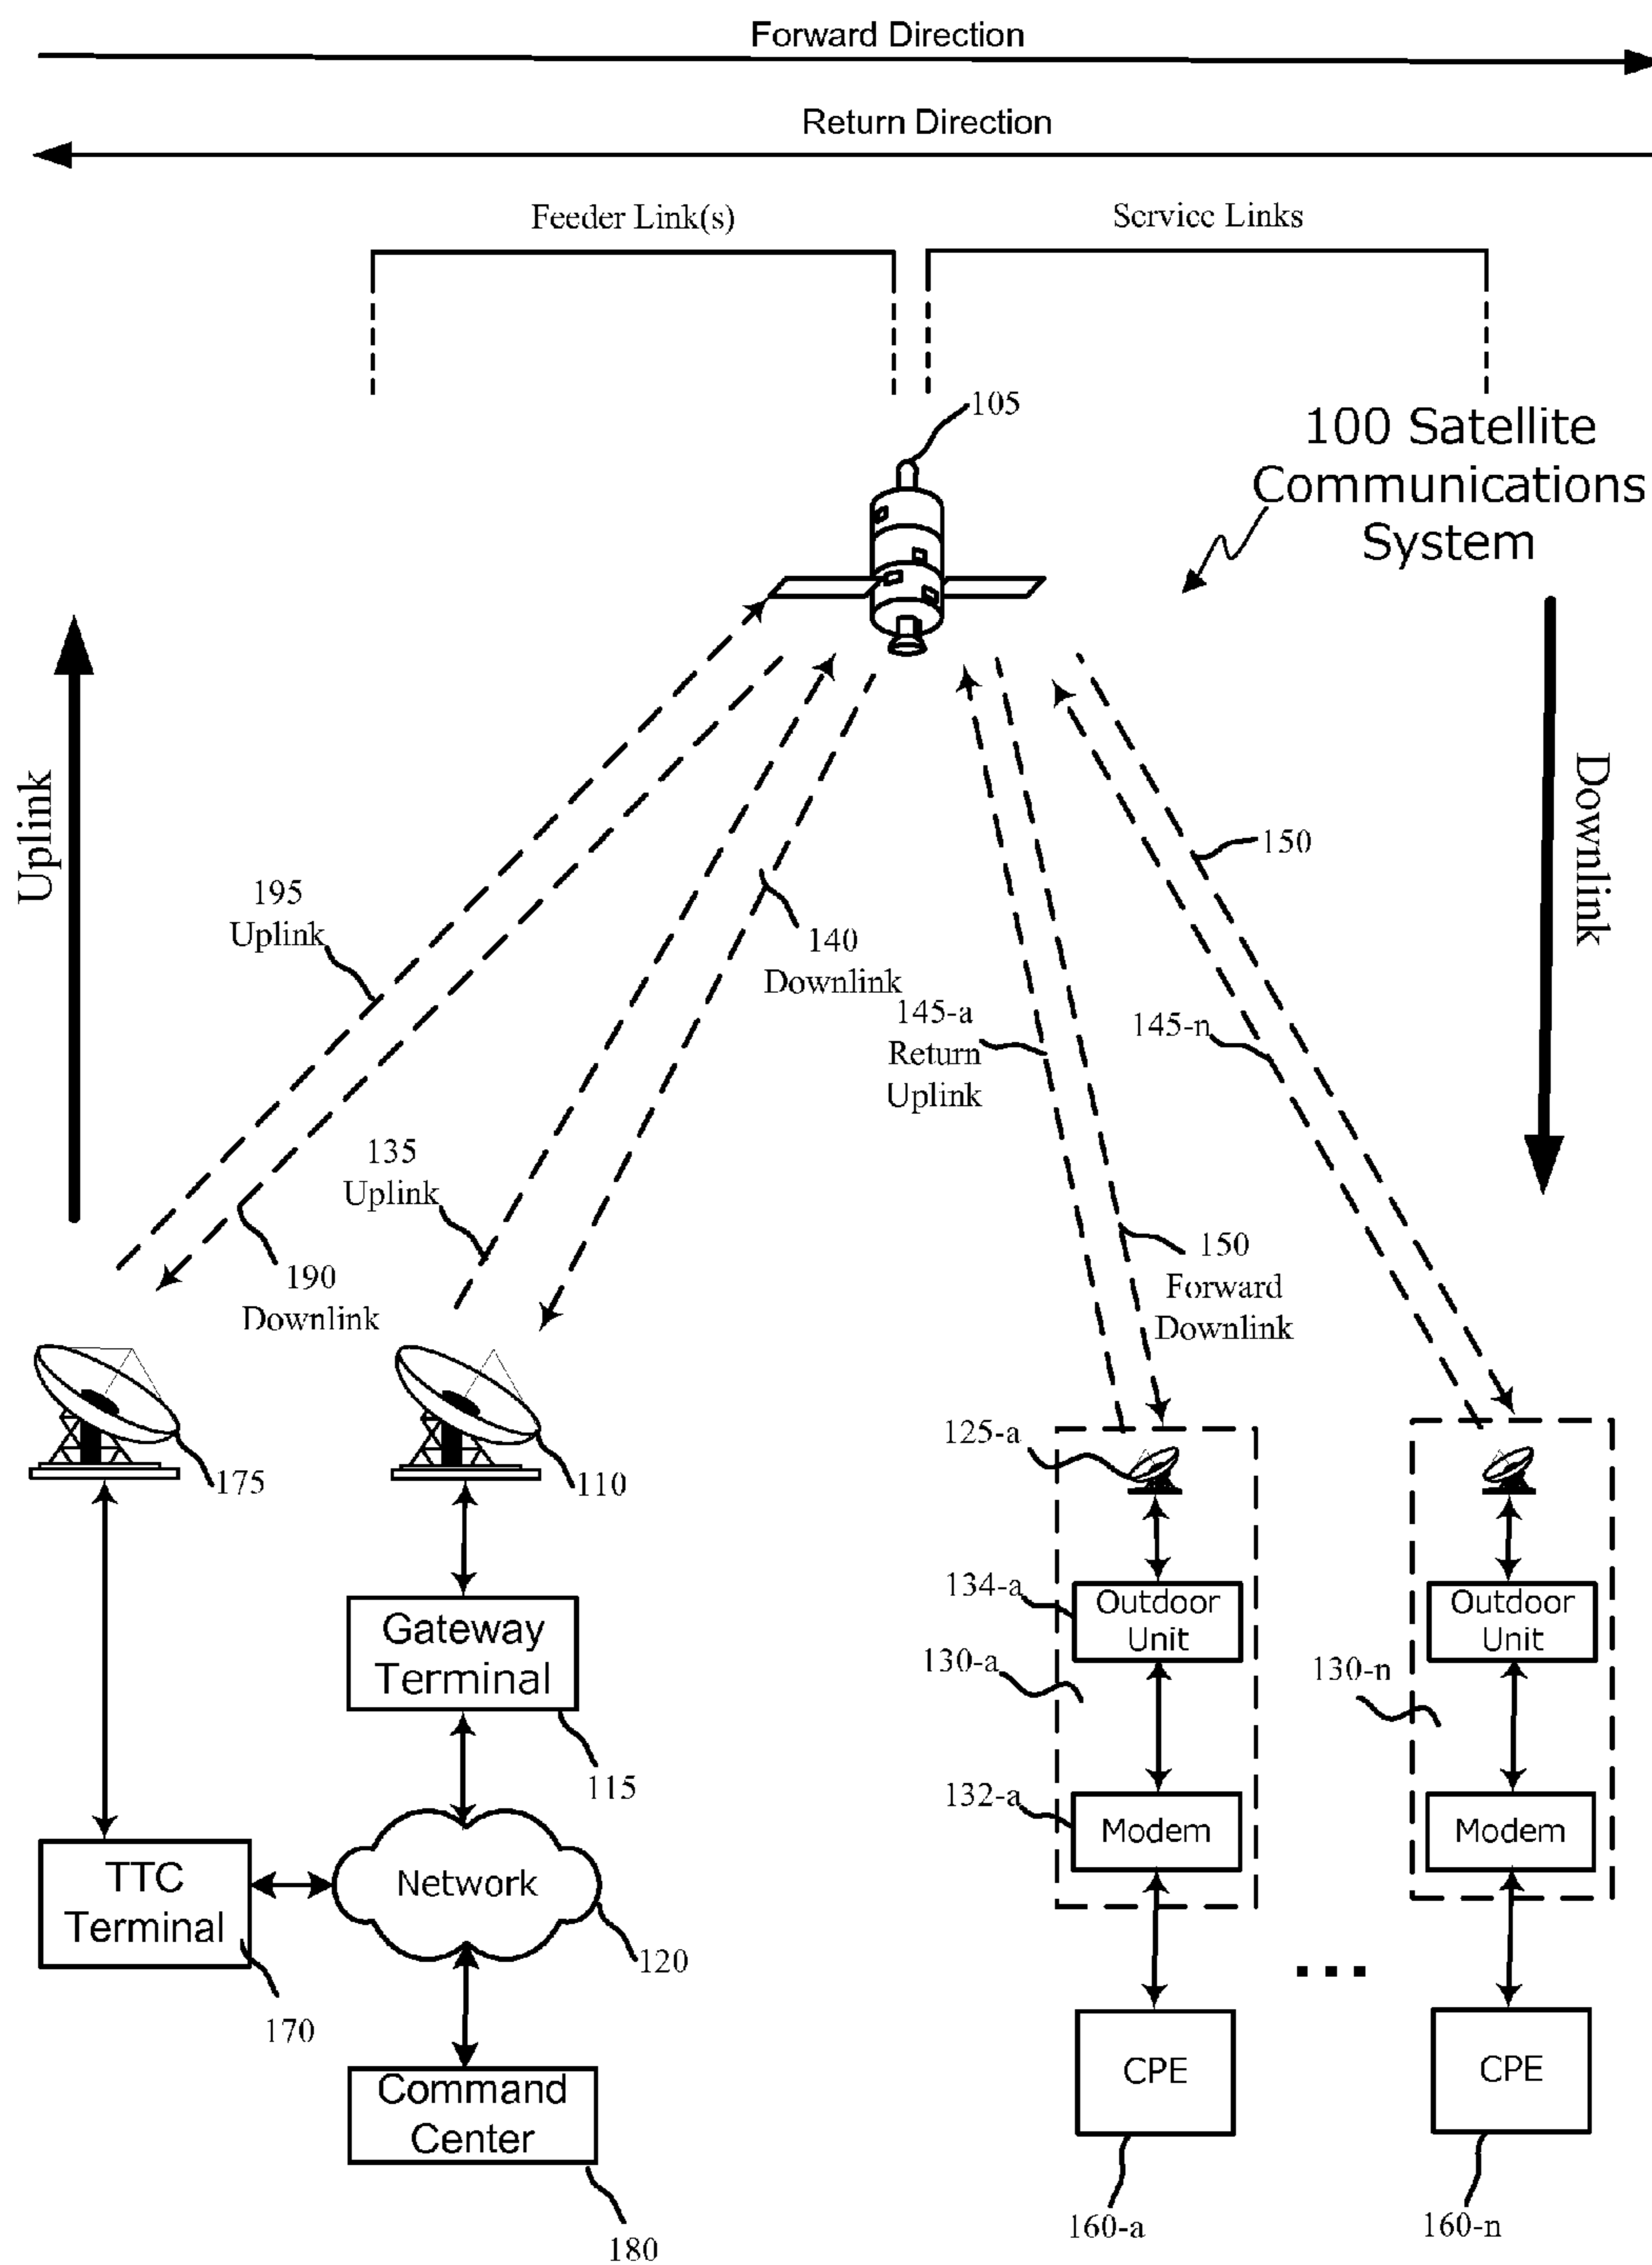 Forward Direction
Return Direction
Feeder Link(s)
Service Links
105
100 Satellite
Communications
System
Uplink
Downlink
150
195
Uplink
140
Downlink
145-a
Return
Uplink
145-n
135
Uplink
150
Forward
Downlink
190
Downlink
175
110
125-a
134-a
Outdoor
Unit
Outdoor
Unit
Gateway
Terminal
130-a
130-n
115
132-a
Modem
Modem
TTC
Terminal
Network
120
...
170
CPE
CPE
Command
Center
180
160-a
160-n